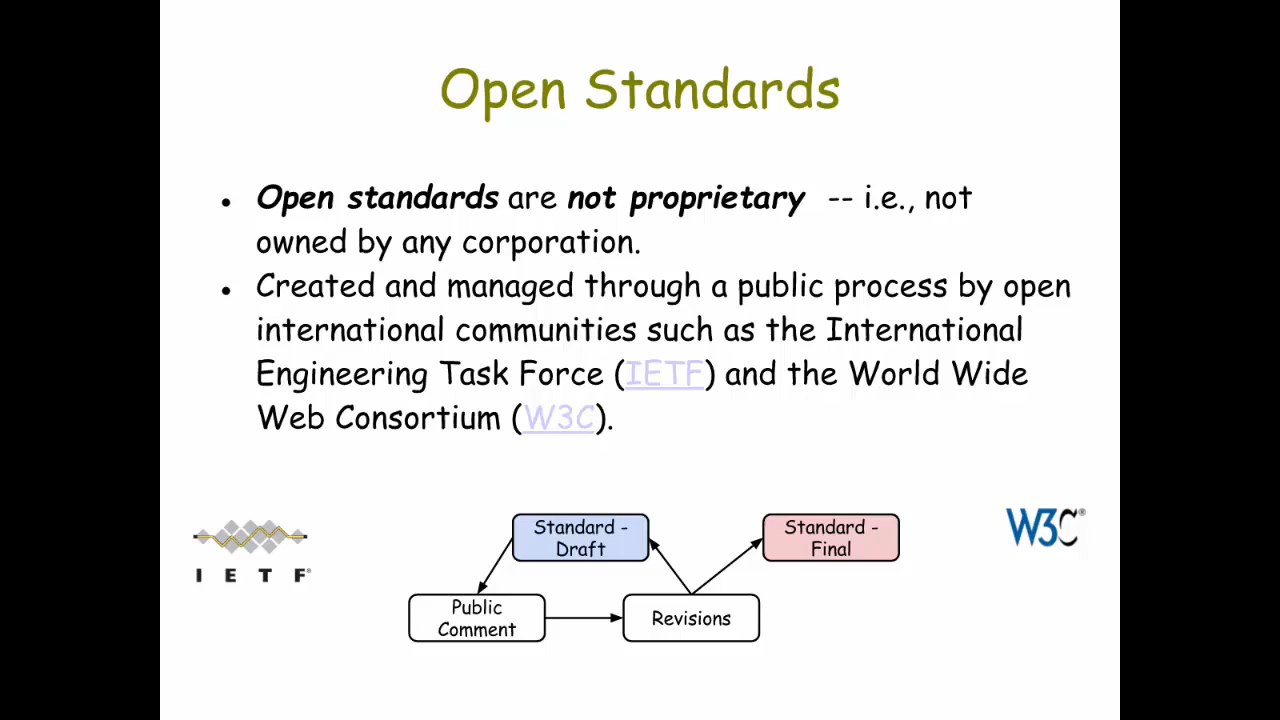 Open Standards
● Open standards are not proprietary -- i.e., not
owned by any corporation.
● Created and managed through a public process by open
international communities such as the International
Engineering Task Force (IETF) and the World Wide
Web Consortium (W3C).
Standard -
Draft
Standard -
Final
Public
Comment
Revisions
IETF®
W3C®